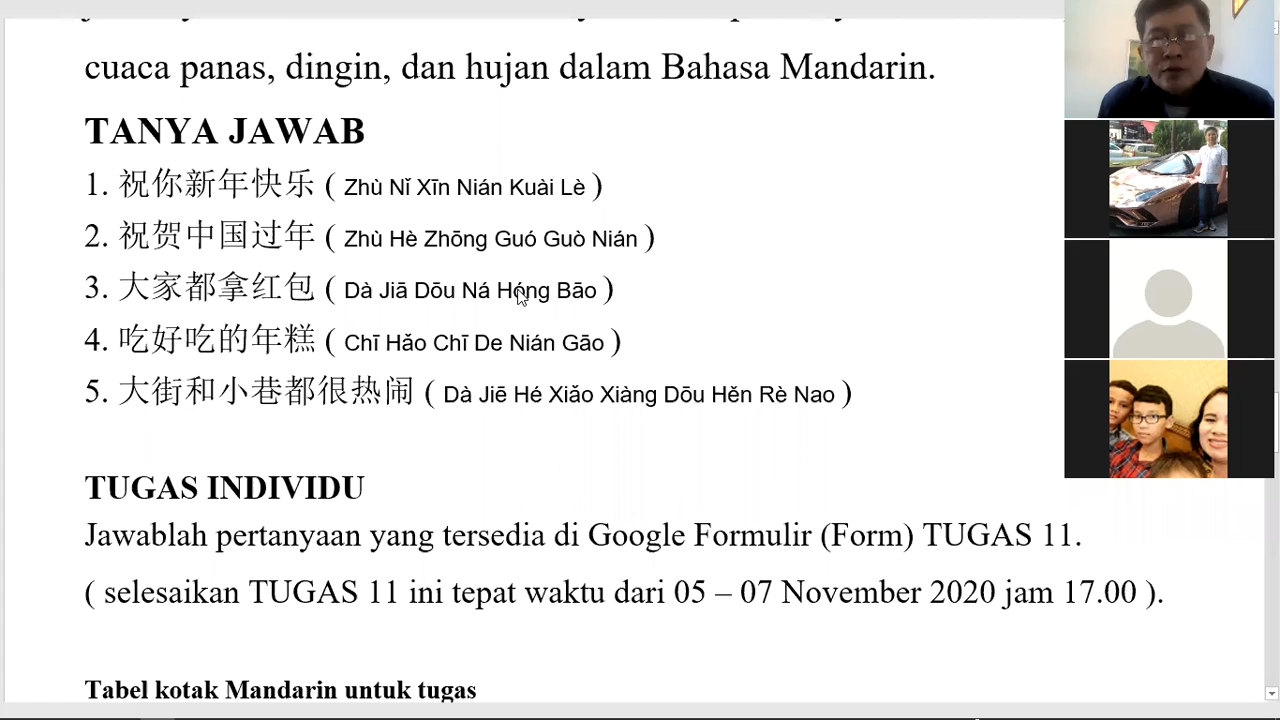 cuaca panas, dingin, dan hujan dalam Bahasa Mandarin.
TANYA JAWAB
1. 祝你新年快乐 ( Zhù Nǐ Xīn Nián Kuài Lè )
2. 祝贺中国过年 ( Zhù Hè Zhōng Guó Guò Nián )
3. 大家都拿红包 ( Dà Jiā Dōu Ná Hóng Bāo )
4. 吃好吃的年糕 ( Chī Hǎo Chī De Nián Gāo )
5. 大街和小巷都很热闹 ( Dà Jiē Hé Xiǎo Xiàng Dōu Hěn Rè Nao )
TUGAS INDIVIDU
Jawablah pertanyaan yang tersedia di Google Formulir (Form) TUGAS 11.
( selesaikan TUGAS 11 ini tepat waktu dari 05 – 07 November 2020 jam 17.00 ).
Tabel kotak Mandarin untuk tugas